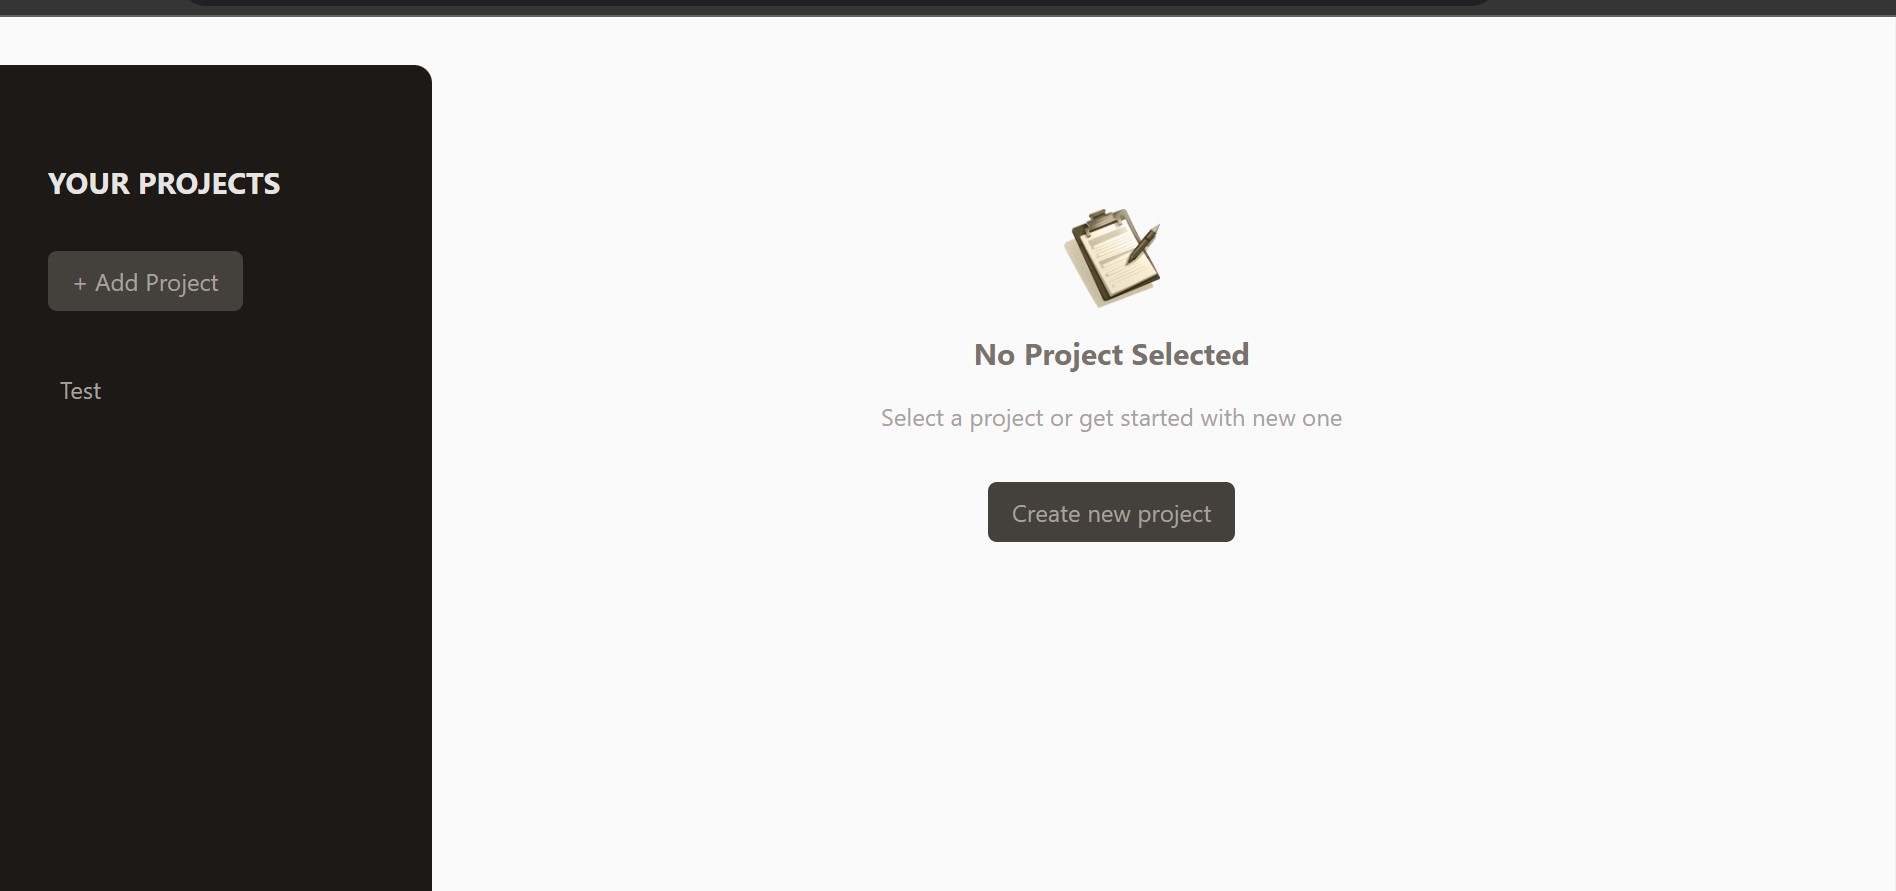 YOUR PROJECTS
+ Add Project
Test
No Project Selected
Select a project or get started with new one
Create new project